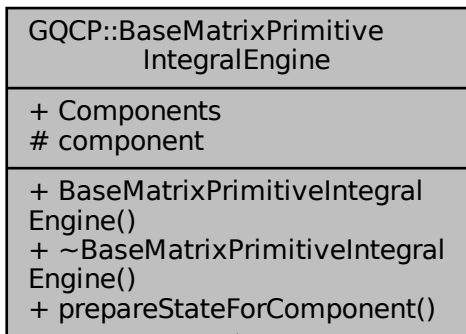 GQCP::BaseMatrixPrimitive
IntegralEngine
+ Components
# component
+ BaseMatrixPrimitiveIntegral
Engine()
+ ~BaseMatrixPrimitiveIntegral
Engine()
+ prepareStateForComponent()